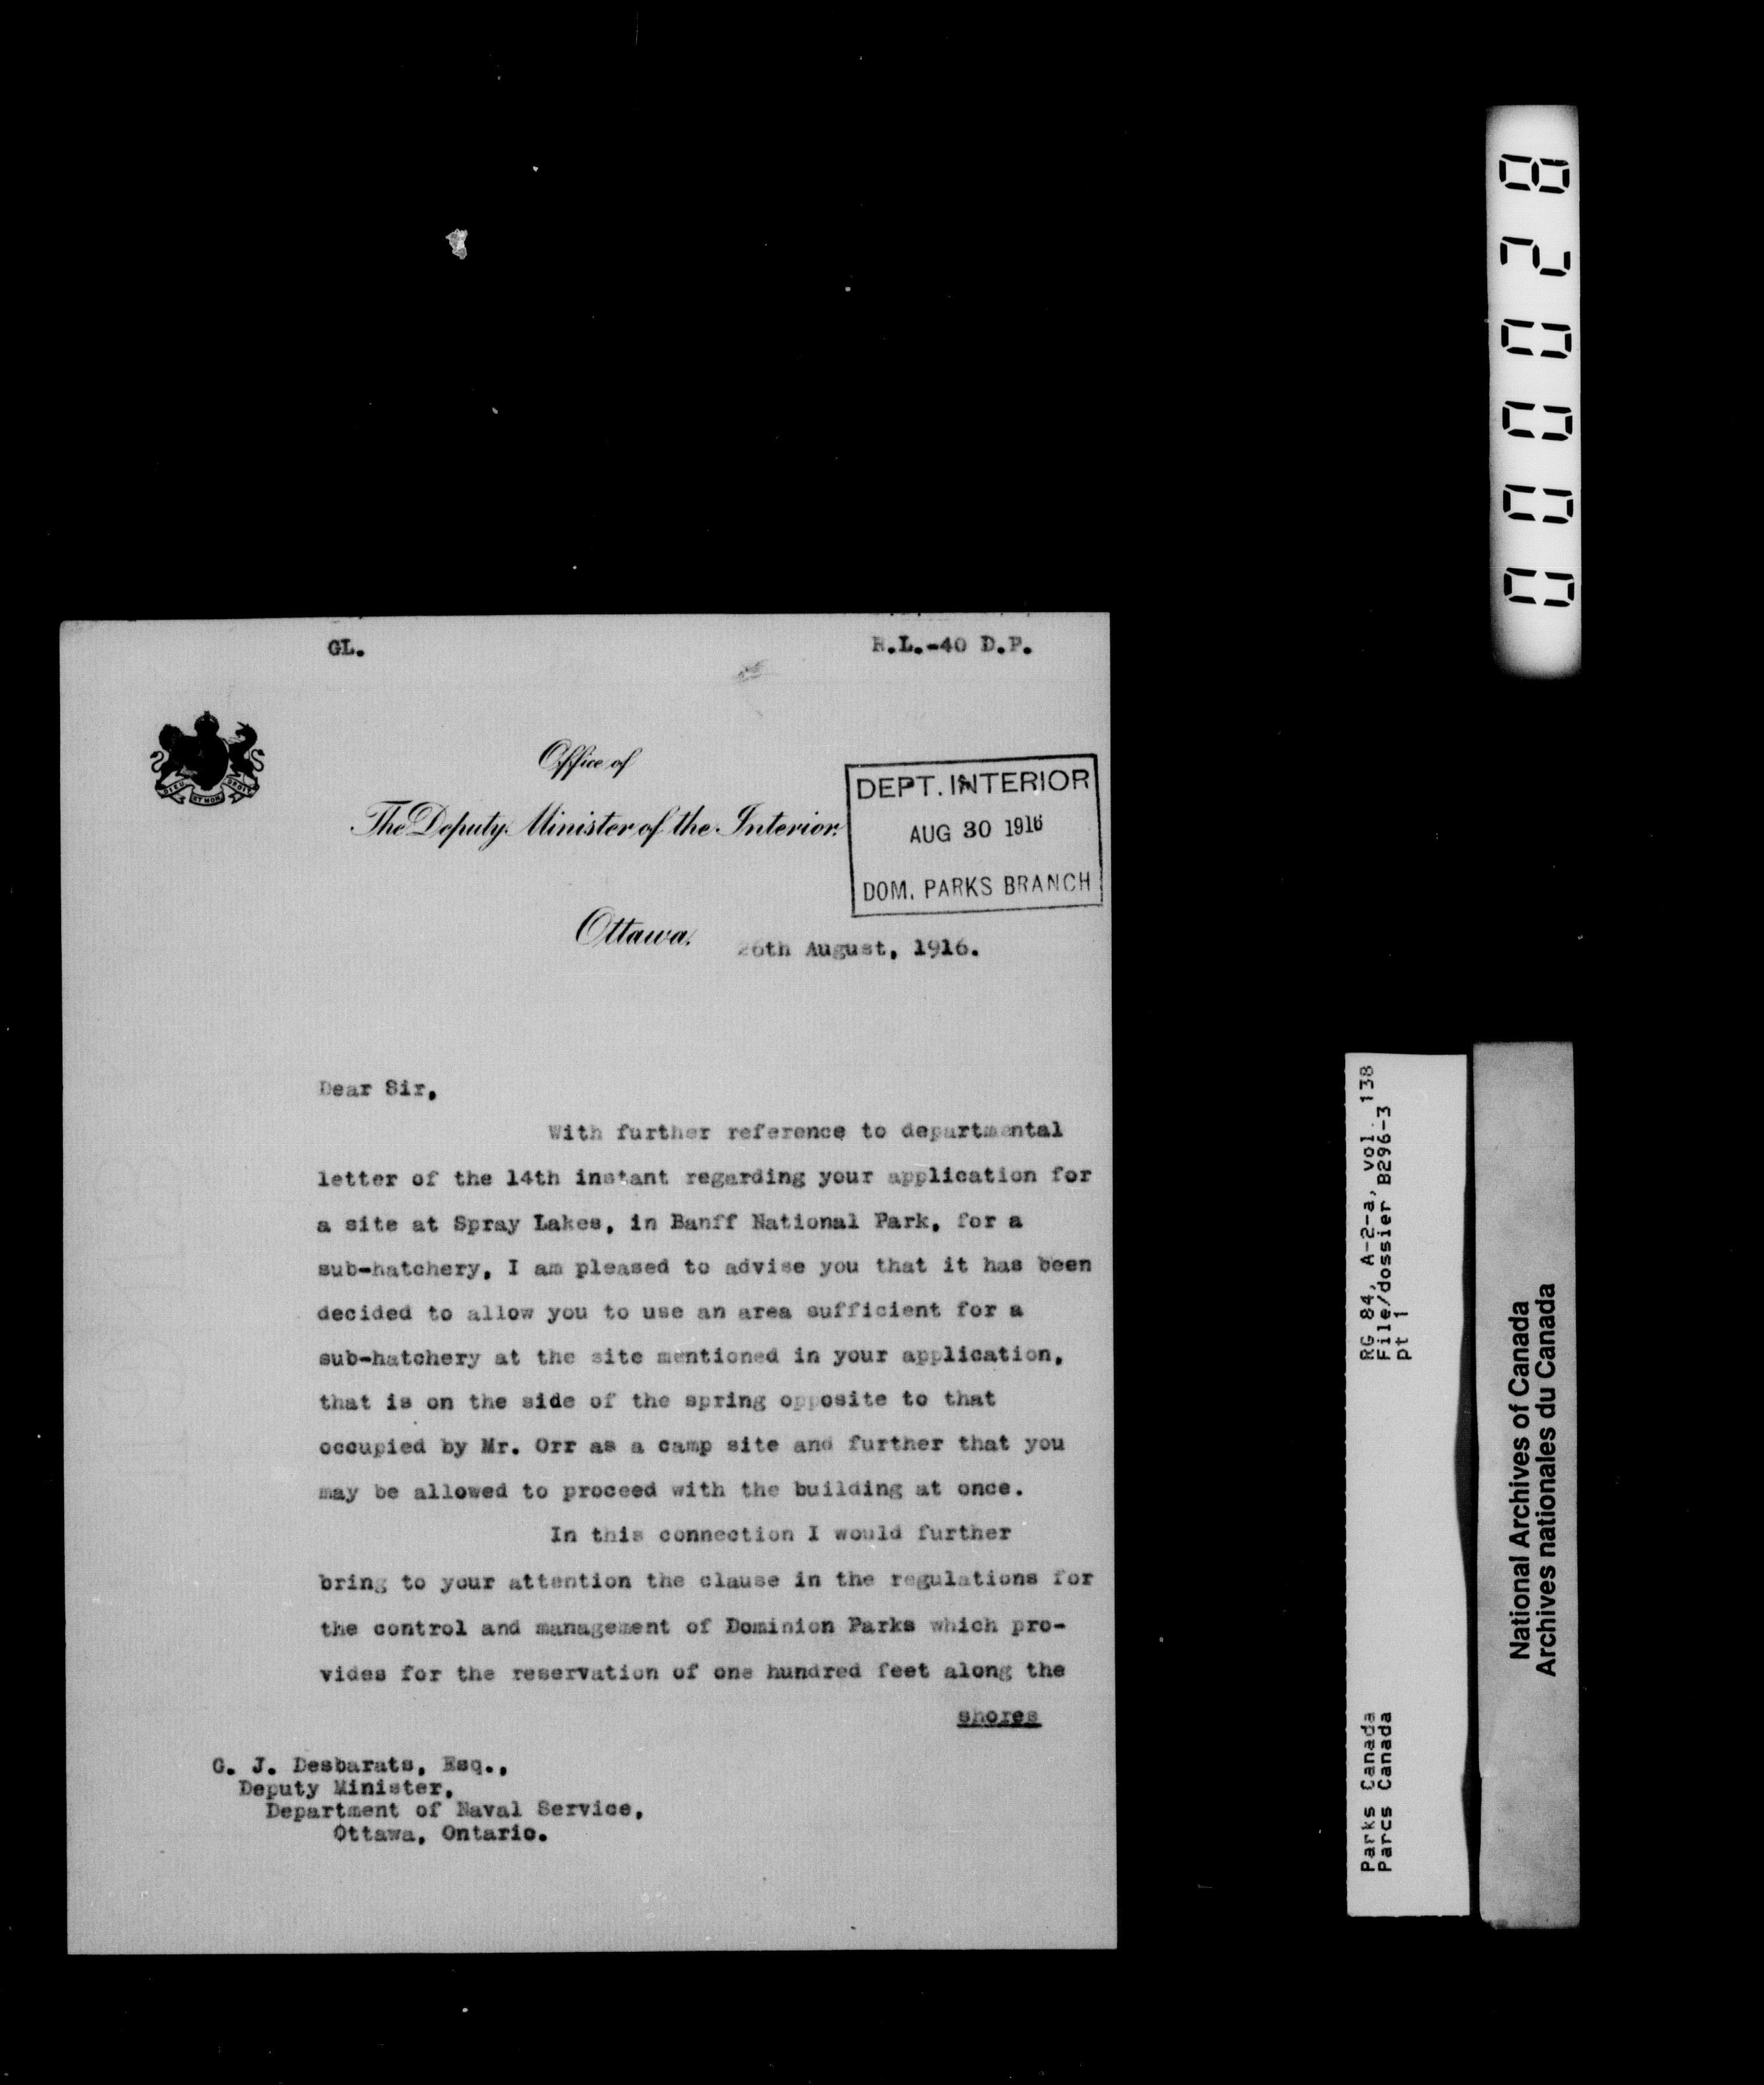 GL.
R.L.-40 D.P.
DIEU ET MON DROIT
Office of
The Deputy Minister of the Interior.
DEPT. INTERIOR
AUG 30 1916
DOM. PARKS BRANCH
Ottawa.
26th August, 1916.
Dear Sir,
With further reference to departmental
letter of the 14th instant regarding your application for
a site at Spray Lakes, in Banff National Park, for a
sub-hatchery, I am pleased to advise you that it has been
decided to allow you to use an area sufficient for a
sub-hatchery at the site mentioned in your application,
that is on the side of the spring opposite to that
occupied by Mr. Orr as a camp site and further that you
may be allowed to proceed with the building at once.
In this connection I would further
bring to your attention the clause in the regulations for
the control and management of Dominion Parks which pro-
vides for the reservation of one hundred feet along the
shores
G. J. Desbarats, Esq.,
Deputy Minister,
Department of Naval Service,
Ottawa, Ontario.
000028
RG 84, A-2-a, vol. 138
File/dossier B296-3
pt 1
Parks Canada
Parcs Canada
National Archives of Canada
Archives nationales du Canada